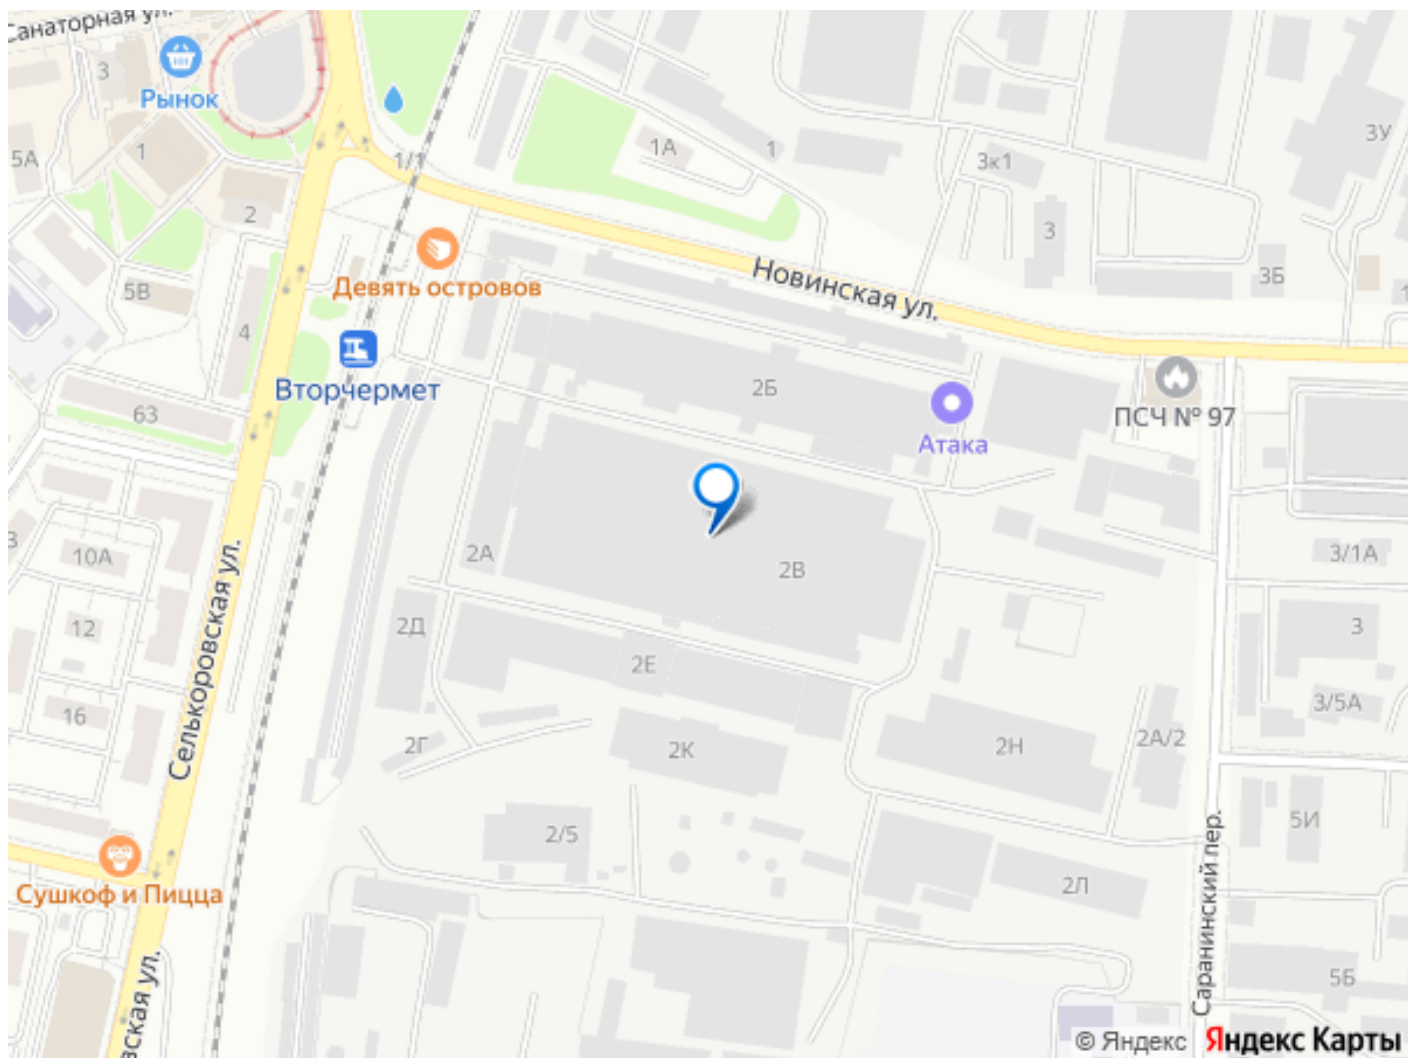 Санаторная ул.
3
Рынок
5А
1
1/1
1А
1
3к1
3У
2
3
3Б
1
5В
Девять островов
Новинская ул.
4
Вторчермет
2Б
Атака
ПСЧ № 97
63
3
10А
2А
2В
3/1А
12
2Д
2Е
3
16
Селькоровская ул.
2Г
2К
2Н
2А/2
3/5А
2/5
5И
Сушкоф и Пицца
2Л
Саранинский пер.
вская ул.
5Б
© Яндекс
Яндекс Карты